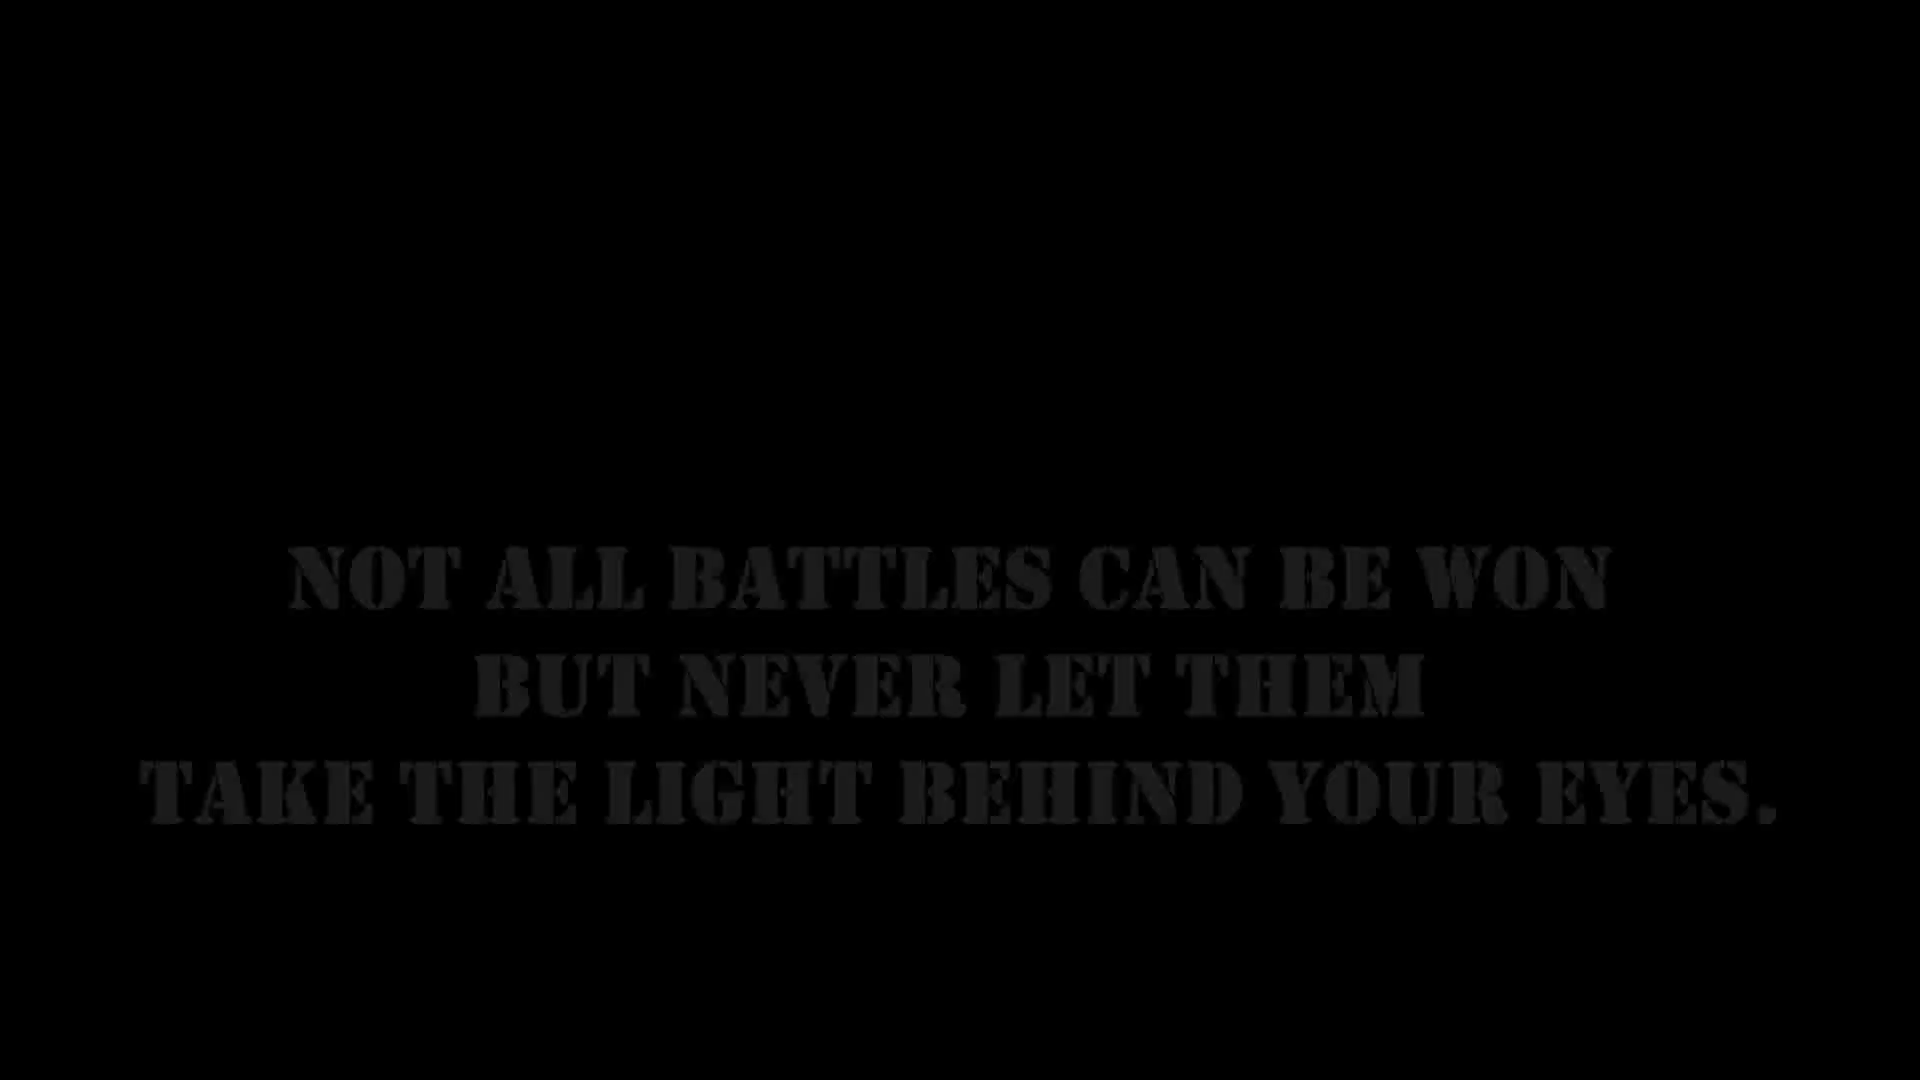 NOT ALL BATTLES CAN BE WON
BUT NEVER LET THEM
TAKE THE LIGHT BEHIND YOUR EYES.